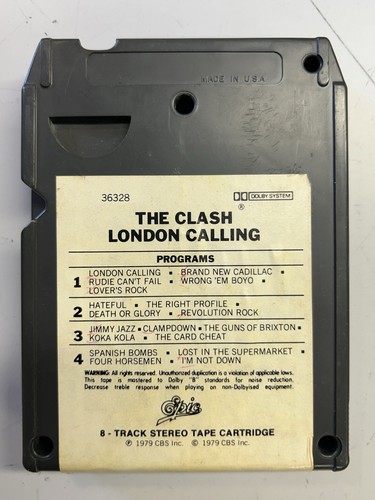 MADE IN U.S.A.
36328 DOLBY SYSTEM
®
THE CLASH
LONDON CALLING
PROGRAMS
1 LONDON CALLING ▪ BRAND NEW CADILLAC ▪
RUDIE CAN'T FAIL ▪ WRONG 'EM BOYO ▪
LOVER'S ROCK
2 HATEFUL ▪ THE RIGHT PROFILE ▪
DEATH OR GLORY ▪ REVOLUTION ROCK
3 JIMMY JAZZ ▪ CLAMPDOWN ▪ THE GUNS OF BRIXTON ▪
KOKA KOLA ▪ THE CARD CHEAT
4 SPANISH BOMBS ▪ LOST IN THE SUPERMARKET ▪
FOUR HORSEMEN ▪ I'M NOT DOWN
WARNING: All rights reserved. Unauthorized duplication is a violation of applicable laws.
This tape is mastered to Dolby "B" standards for noise reduction.
Decrease treble response when playing on non-Dolbyised equipment.
Epic
8 - TRACK STEREO TAPE CARTRIDGE
℗ 1979 CBS Inc. © 1979 CBS Inc.